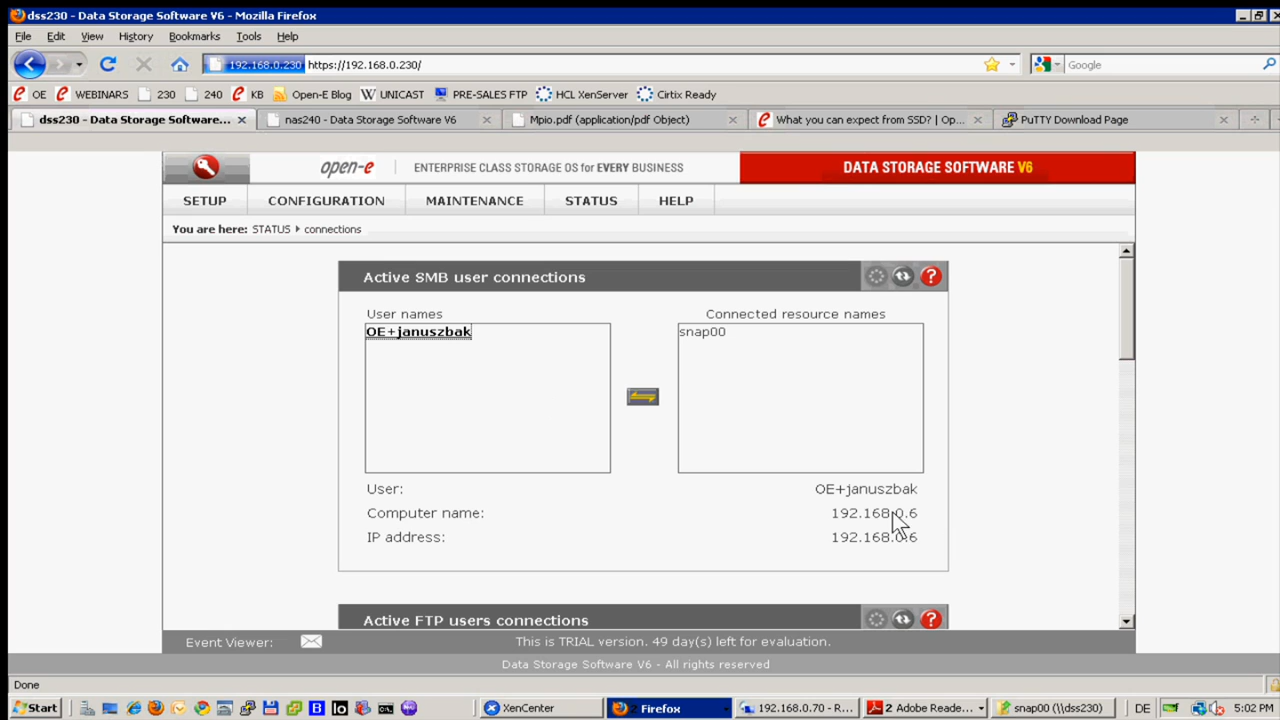 dss230 - Data Storage Software V6 - Mozilla Firefox
File Edit View History Bookmarks Tools Help
192.168.0.230 https://192.168.0.230/ Google
OE WEBINARS 230 240 KB Open-E Blog UNICAST PRE-SALES FTP HCL XenServer Cirtix Ready
dss230 - Data Storage Software... nas240 - Data Storage Software V6 Mpio.pdf (application/pdf Object) What you can expect from SSD? | Op... PuTTY Download Page
open-e ENTERPRISE CLASS STORAGE OS for EVERY BUSINESS DATA STORAGE SOFTWARE V6
SETUP CONFIGURATION MAINTENANCE STATUS HELP
You are here: STATUS connections
Active SMB user connections
User names Connected resource names
OE+januszbak snap00
User: OE+januszbak
Computer name: 192.168.0.6
IP address: 192.168.0.6
Active FTP users connections
Event Viewer: This is TRIAL version. 49 day(s) left for evaluation.
Data Storage Software V6 - All rights reserved
Done
Start XenCenter 2 Firefox 192.168.0.70 - R... 2 Adobe Reade... snap00 (\\dss230) DE 5:02 PM